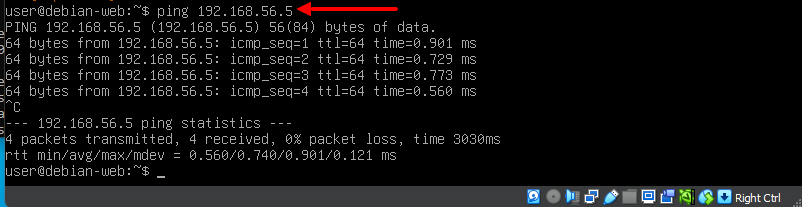 user@debian-web:~$ ping 192.168.56.5
PING 192.168.56.5 (192.168.56.5) 56(84) bytes of data.
64 bytes from 192.168.56.5: icmp_seq=1 ttl=64 time=0.901 ms
64 bytes from 192.168.56.5: icmp_seq=2 ttl=64 time=0.729 ms
64 bytes from 192.168.56.5: icmp_seq=3 ttl=64 time=0.773 ms
64 bytes from 192.168.56.5: icmp_seq=4 ttl=64 time=0.560 ms
^C
--- 192.168.56.5 ping statistics ---
4 packets transmitted, 4 received, 0% packet loss, time 3030ms
rtt min/avg/max/mdev = 0.560/0.740/0.901/0.121 ms
user@debian-web:~$ _
Right Ctrl